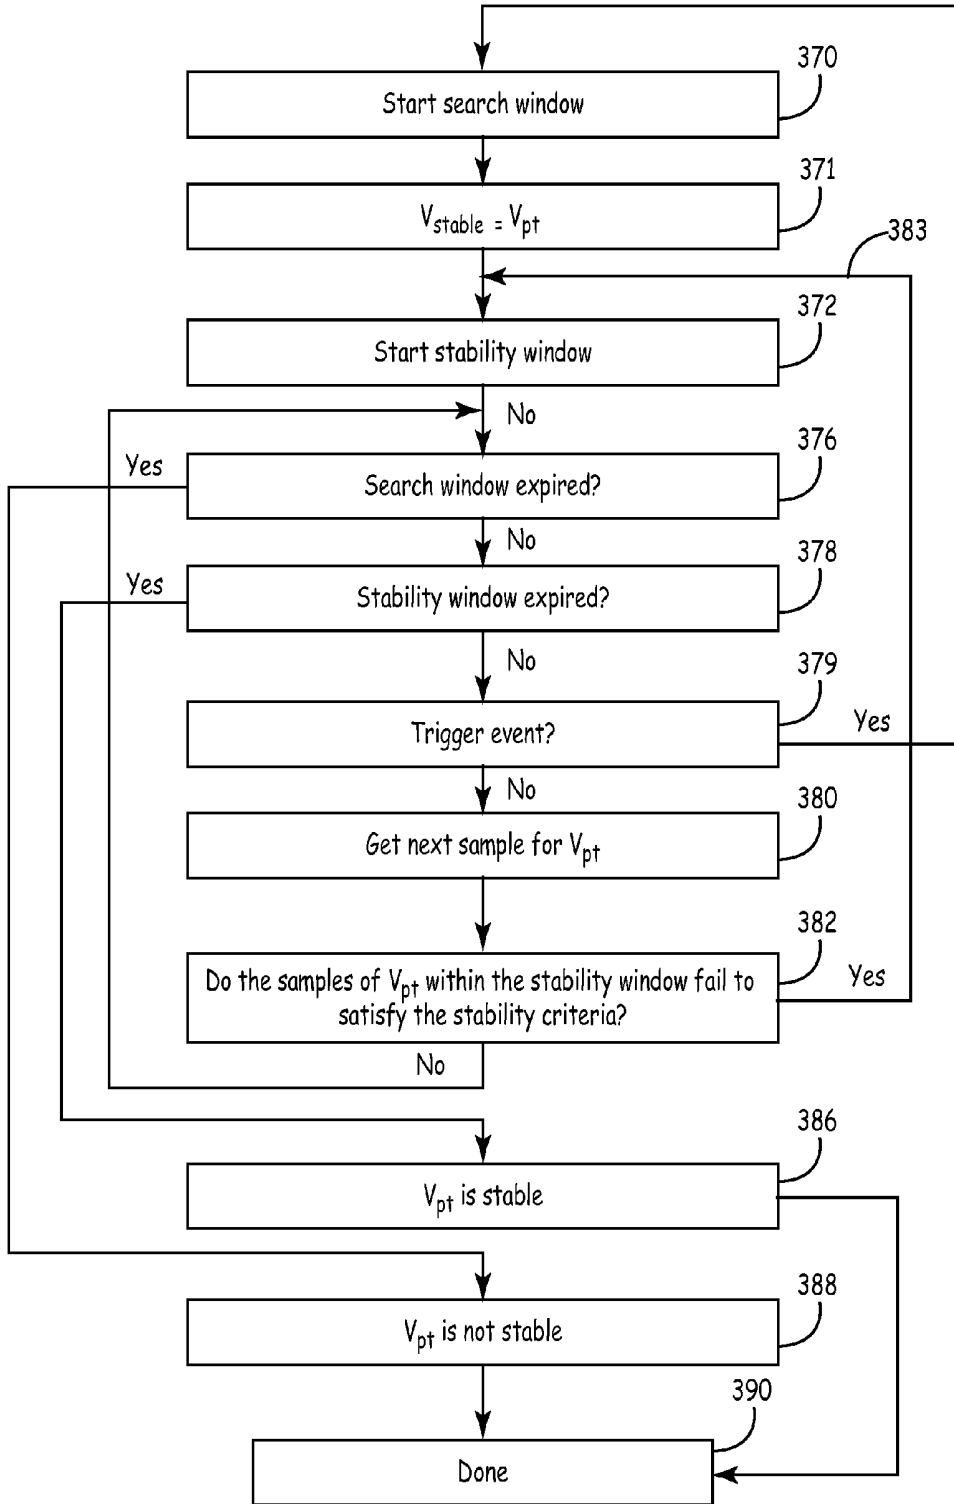 370
Start search window
371
Vstable = Vpt
383
372
Start stability window
No
376
Yes
Search window expired?
No
378
Yes
Stability window expired?
No
379
Trigger event?
Yes
No
380
Get next sample for Vpt
382
Do the samples of Vpt within the stability window fail to
satisfy the stability criteria?
Yes
No
386
Vpt is stable
388
Vpt is not stable
390
Done